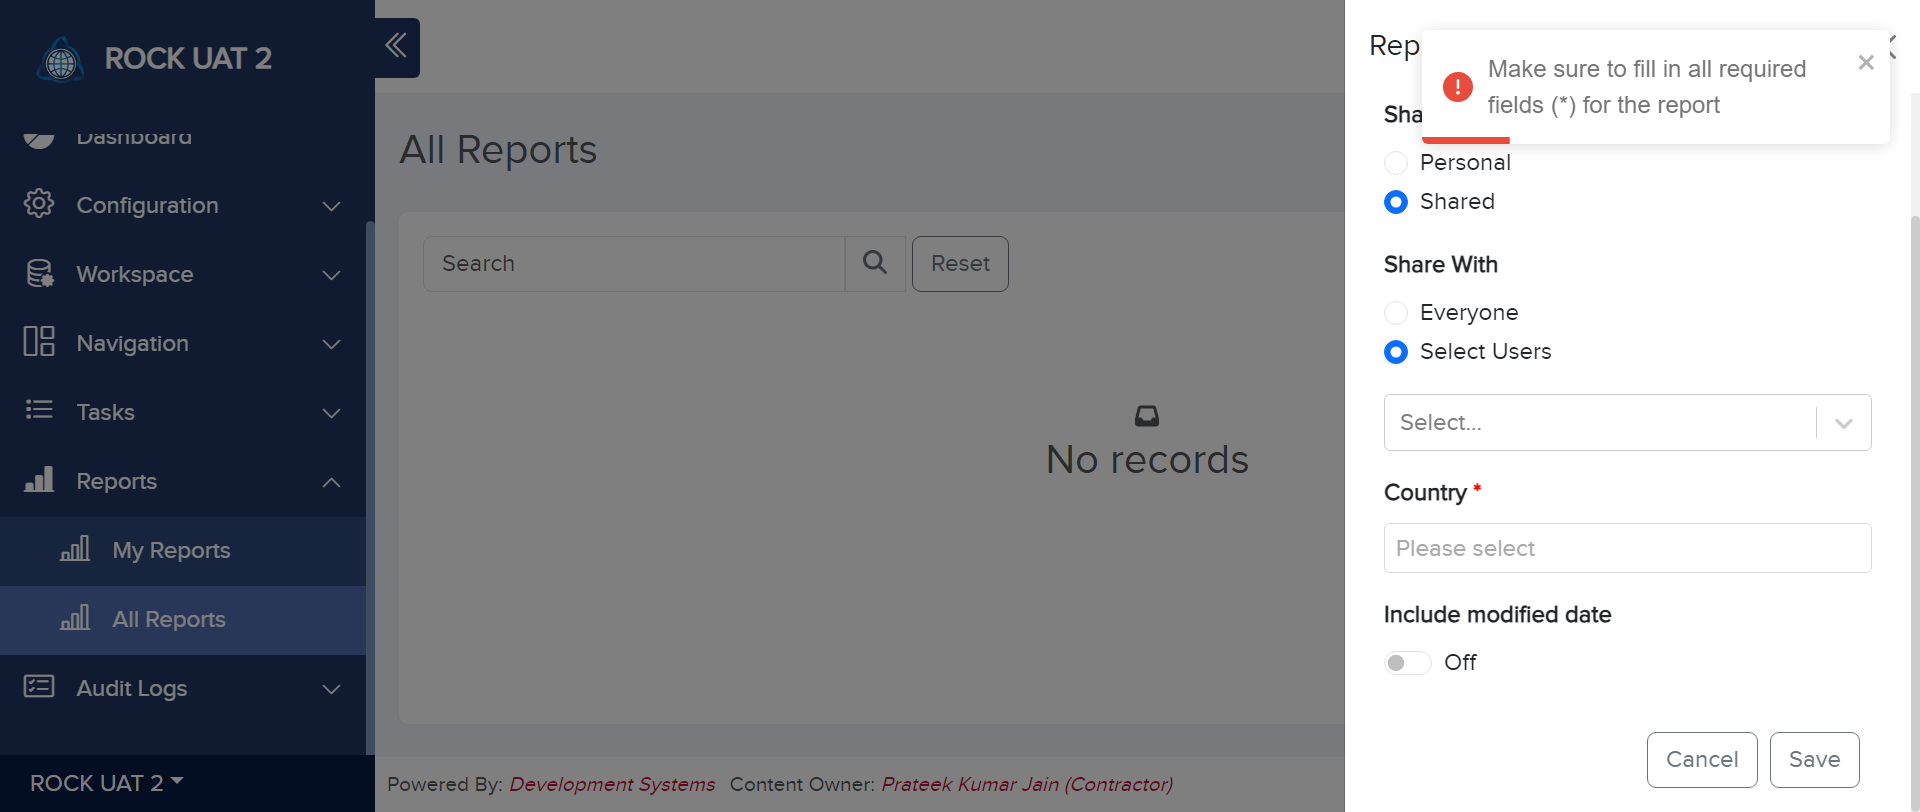 ROCK UAT 2
Dashboard
Configuration
Workspace
Navigation
Tasks
Reports
My Reports
All Reports
Audit Logs
ROCK UAT 2
All Reports
Search
Reset
No records
Powered By: Development Systems Content Owner: Prateek Kumar Jain (Contractor)
Rep
Make sure to fill in all required
fields (*) for the report
Sha
Personal
Shared
Share With
Everyone
Select Users
Select...
Country *
Please select
Include modified date
Off
Cancel
Save